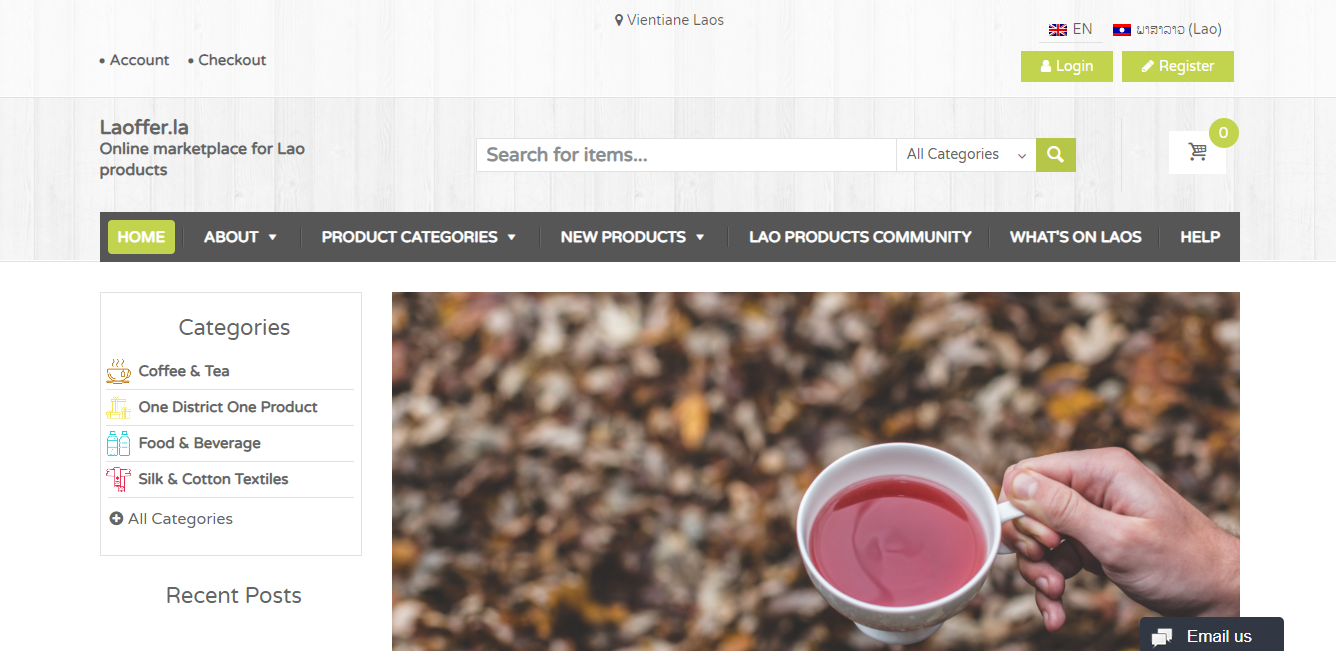 Vientiane Laos
EN
ພາສາລາວ (Lao)
Account
Checkout
Login
Register
Laoffer.la
Online marketplace for Lao
products
Search for items...
All Categories
0
HOME
ABOUT
PRODUCT CATEGORIES
NEW PRODUCTS
LAO PRODUCTS COMMUNITY
WHAT'S ON LAOS
HELP
Categories
Coffee & Tea
One District One Product
Food & Beverage
Silk & Cotton Textiles
All Categories
Recent Posts
Email us